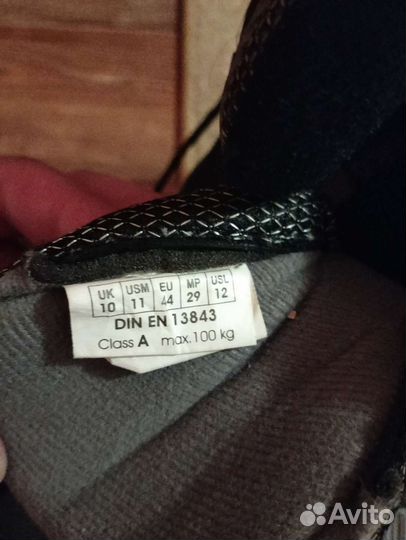 UK USM EU MP USL
10 11 44 29 12
DIN EN 13843
Class A max.100 kg
Avito